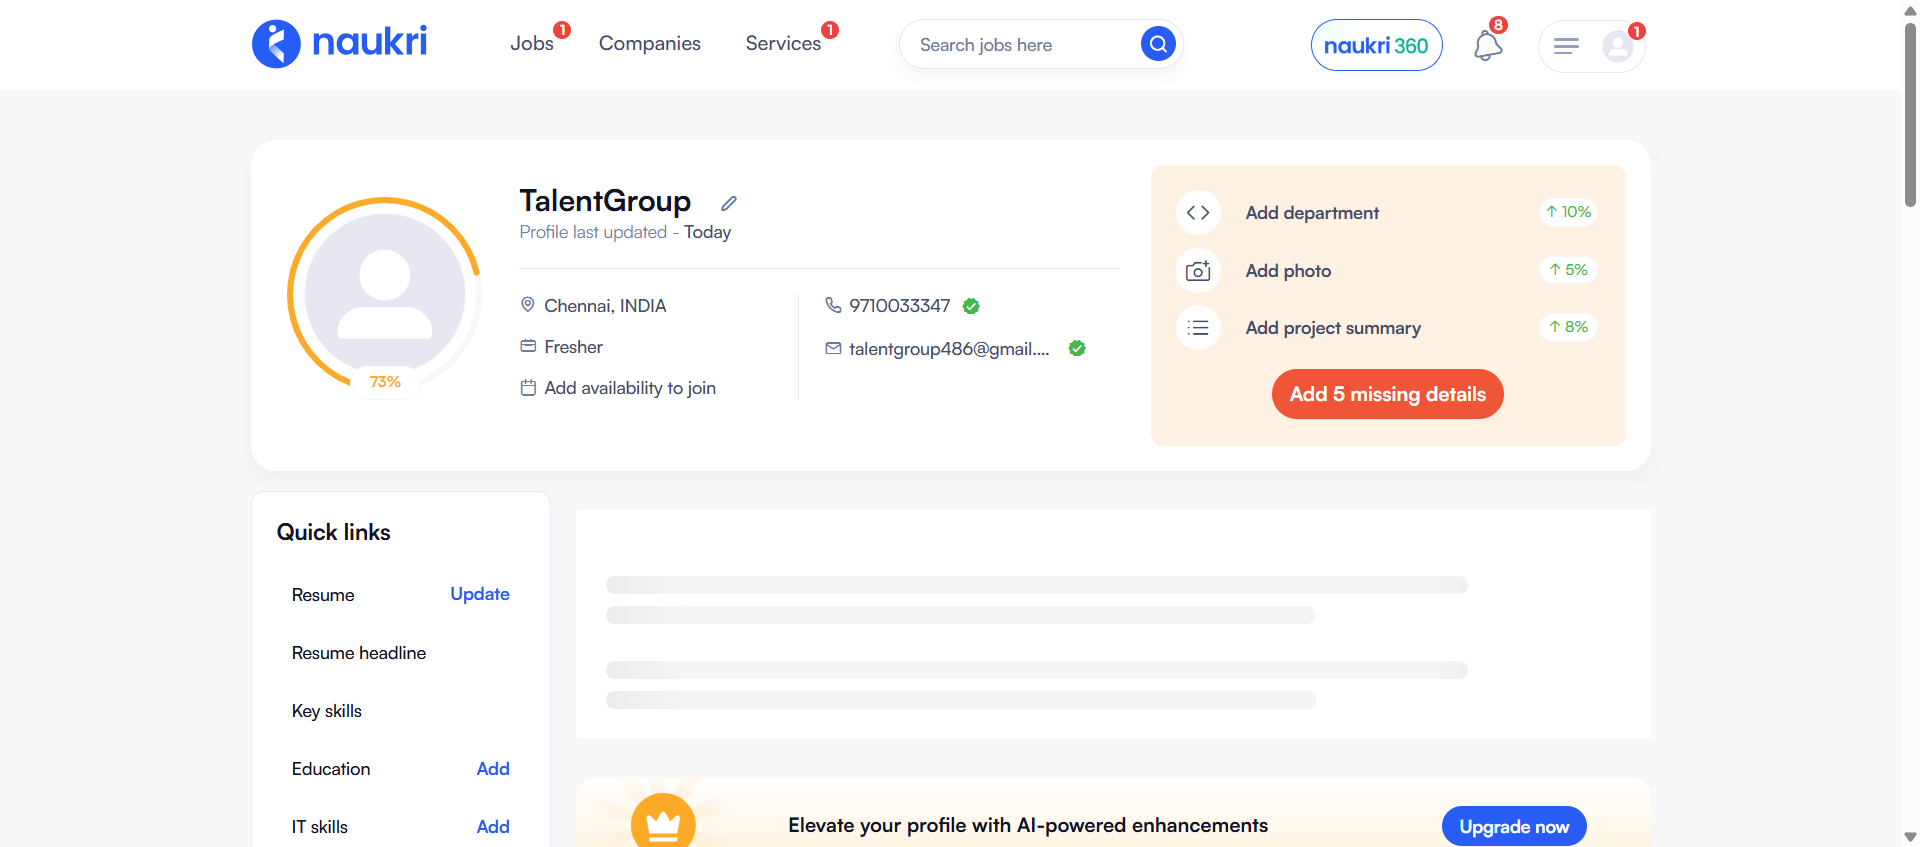 naukri
Jobs 1
Companies
Services 1
Search jobs here
naukri 360
8
1
TalentGroup
Profile last updated - Today
Chennai, INDIA
Fresher
Add availability to join
9710033347
talentgroup486@gmail....
73%
Add department
↑ 10%
Add photo
↑ 5%
Add project summary
↑ 8%
Add 5 missing details
Quick links
Resume Update
Resume headline
Key skills
Education Add
IT skills Add
Elevate your profile with AI-powered enhancements
Upgrade now